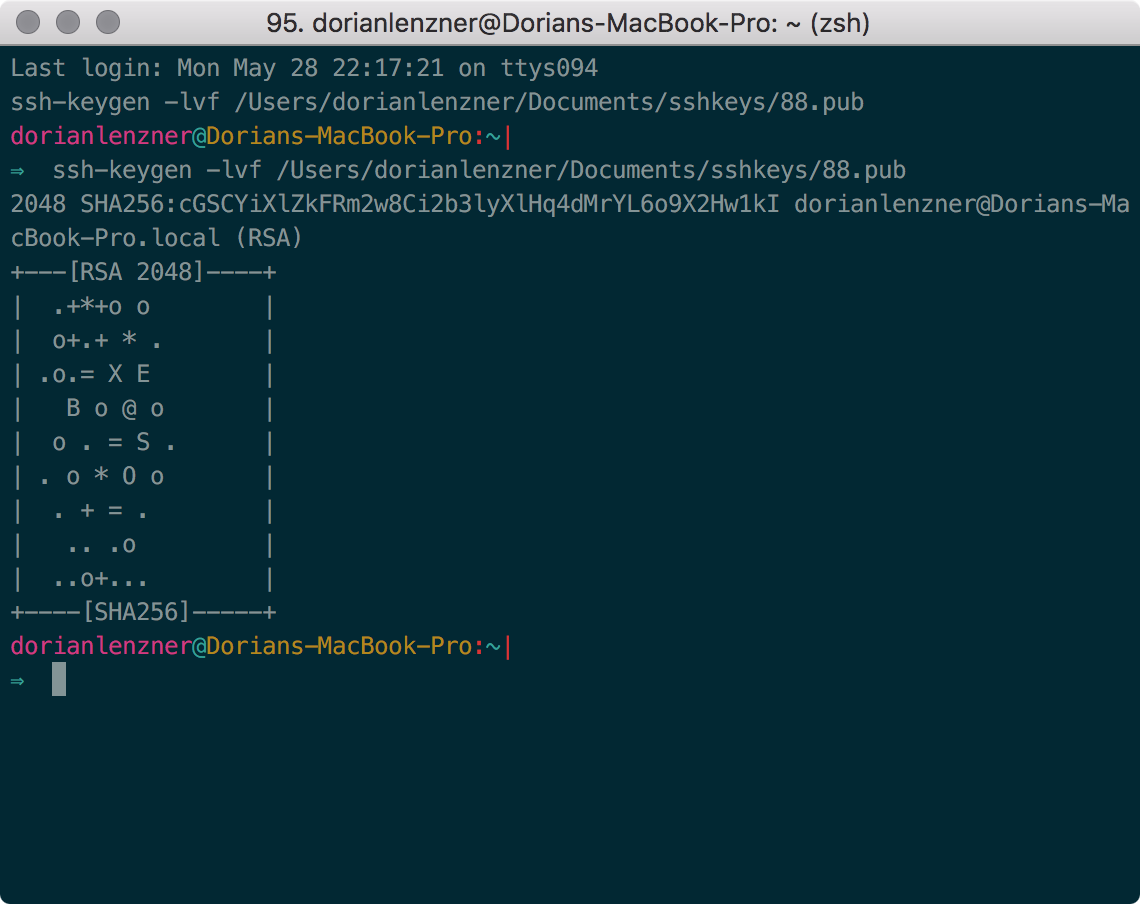 95. dorianlenzner@Dorians-MacBook-Pro: ~ (zsh)
Last login: Mon May 28 22:17:21 on ttys094
ssh-keygen -lvf /Users/dorianlenzner/Documents/sshkeys/88.pub
dorianlenzner@Dorians-MacBook-Pro:~|
⇒  ssh-keygen -lvf /Users/dorianlenzner/Documents/sshkeys/88.pub
2048 SHA256:cGSCYiXlZkFRm2w8Ci2b3lyXlHq4dMrYL6o9X2Hw1kI dorianlenzner@Dorians-Ma
cBook-Pro.local (RSA)
+---[RSA 2048]----+
|  .+*+o o        |
|  o+.+ * .       |
| .o.= X E        |
|   B o @ o       |
|  o . = S .      |
| . o * O o       |
|  . + = .        |
|   .. .o         |
|  ..o+...        |
+----[SHA256]-----+
dorianlenzner@Dorians-MacBook-Pro:~|
⇒